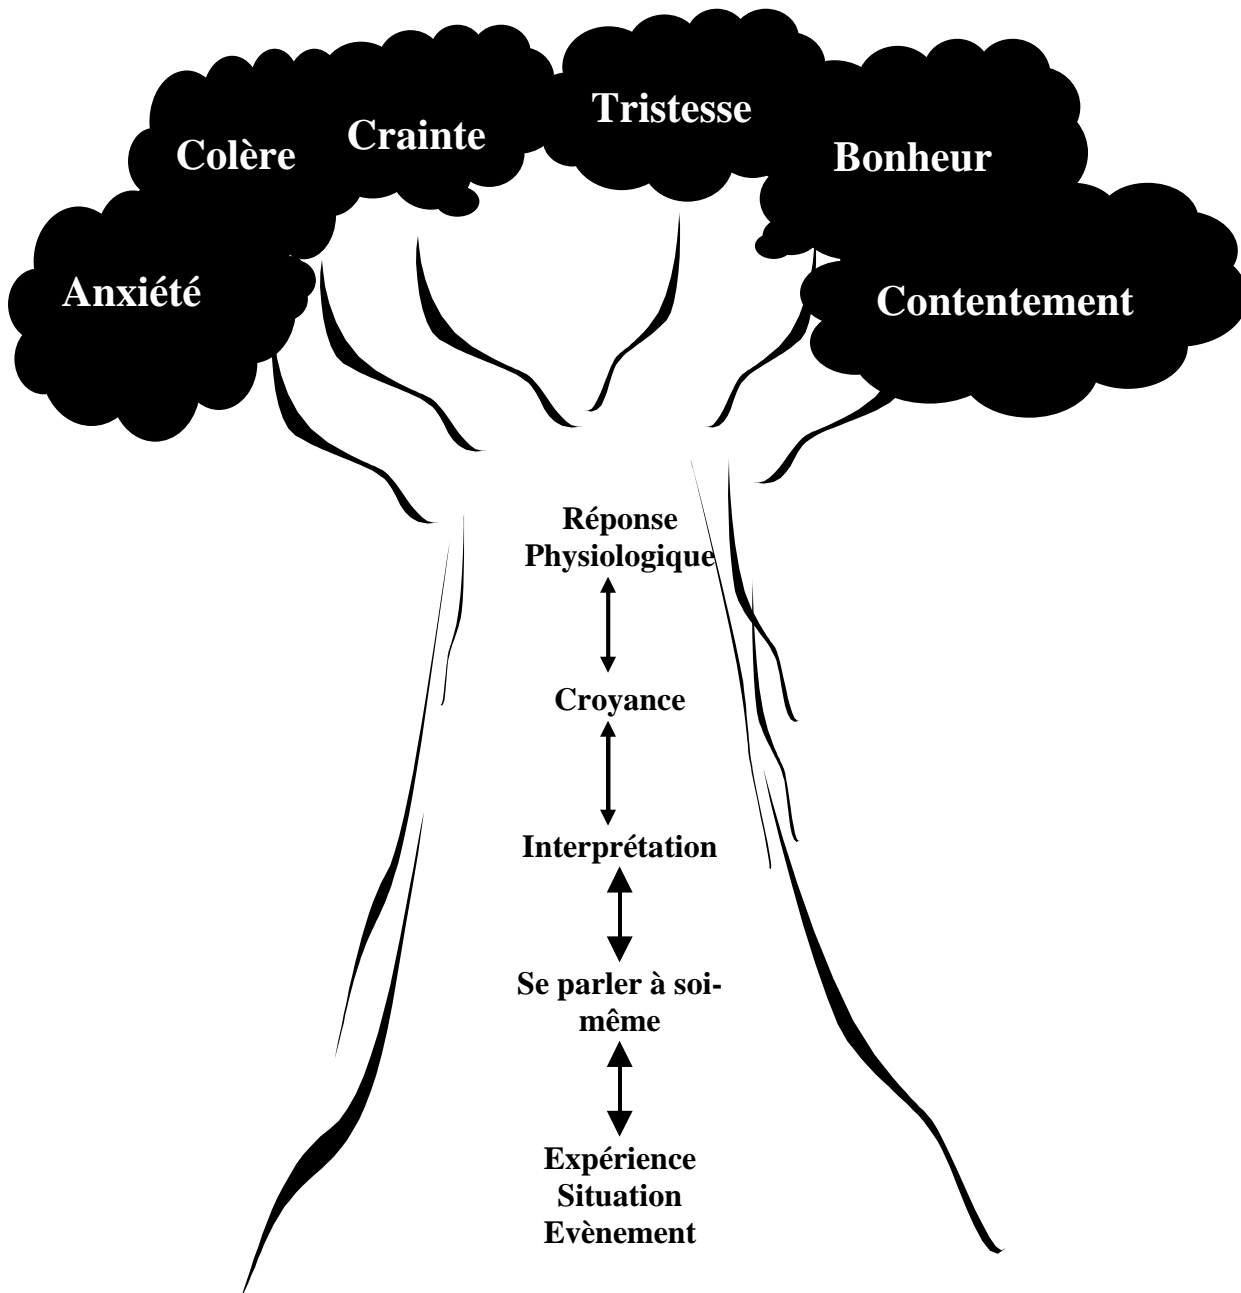 Tristesse
Crainte
Colère
Bonheur
Anxiété
Contentement
Réponse
Physiologique
Croyance
Interprétation
Se parler à soi-
même
Expérience
Situation
Evènement